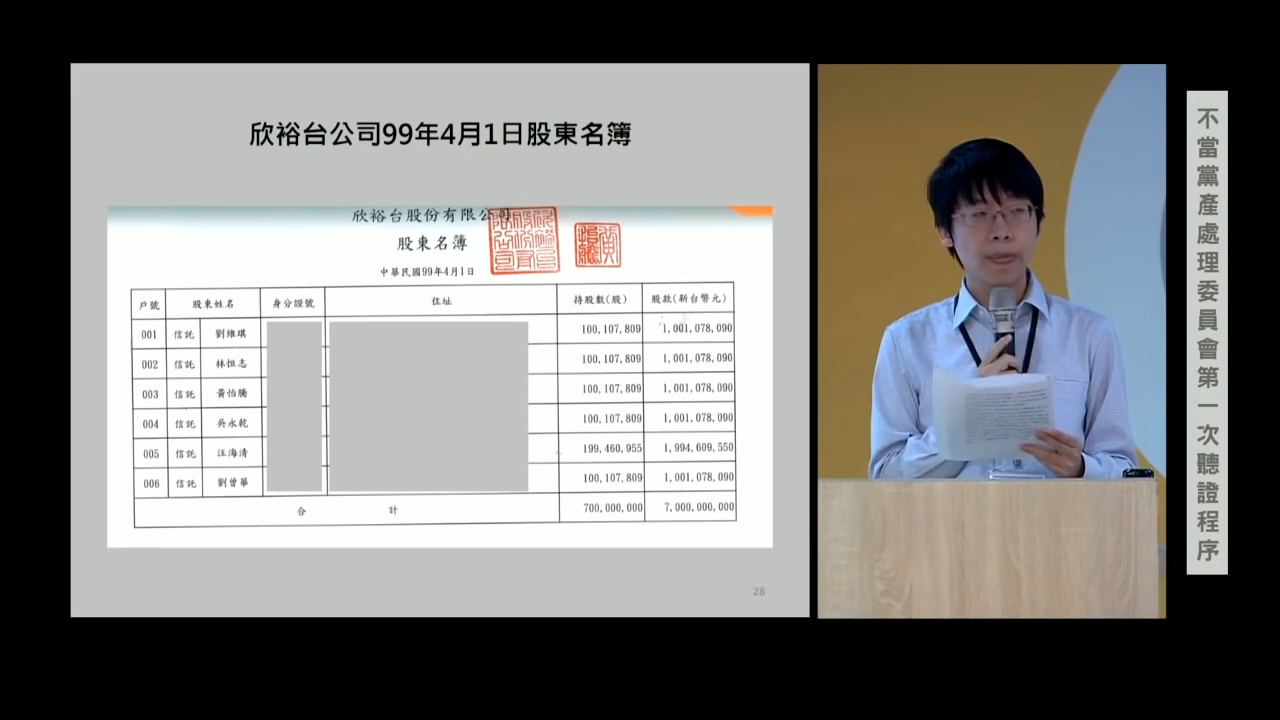 欣裕台公司99年4月1日股東名簿
欣裕台股份有限公司
股東名簿
中華民國99年4月1日
戶號 股東姓名 身分證號 住址 持股數(股) 股款(新台幣元)
001 信託 劉維琪 100,107,809 1,001,078,090
002 信託 林恒志 100,107,809 1,001,078,090
003 信託 黃怡騰 100,107,809 1,001,078,090
004 信託 吳永乾 100,107,809 1,001,078,090
005 信託 汪海清 199,460,955 1,994,609,550
006 信託 劉曾華 100,107,809 1,001,078,090
合 計 700,000,000 7,000,000,000
28
不當黨產處理委員會第一次聽證程序